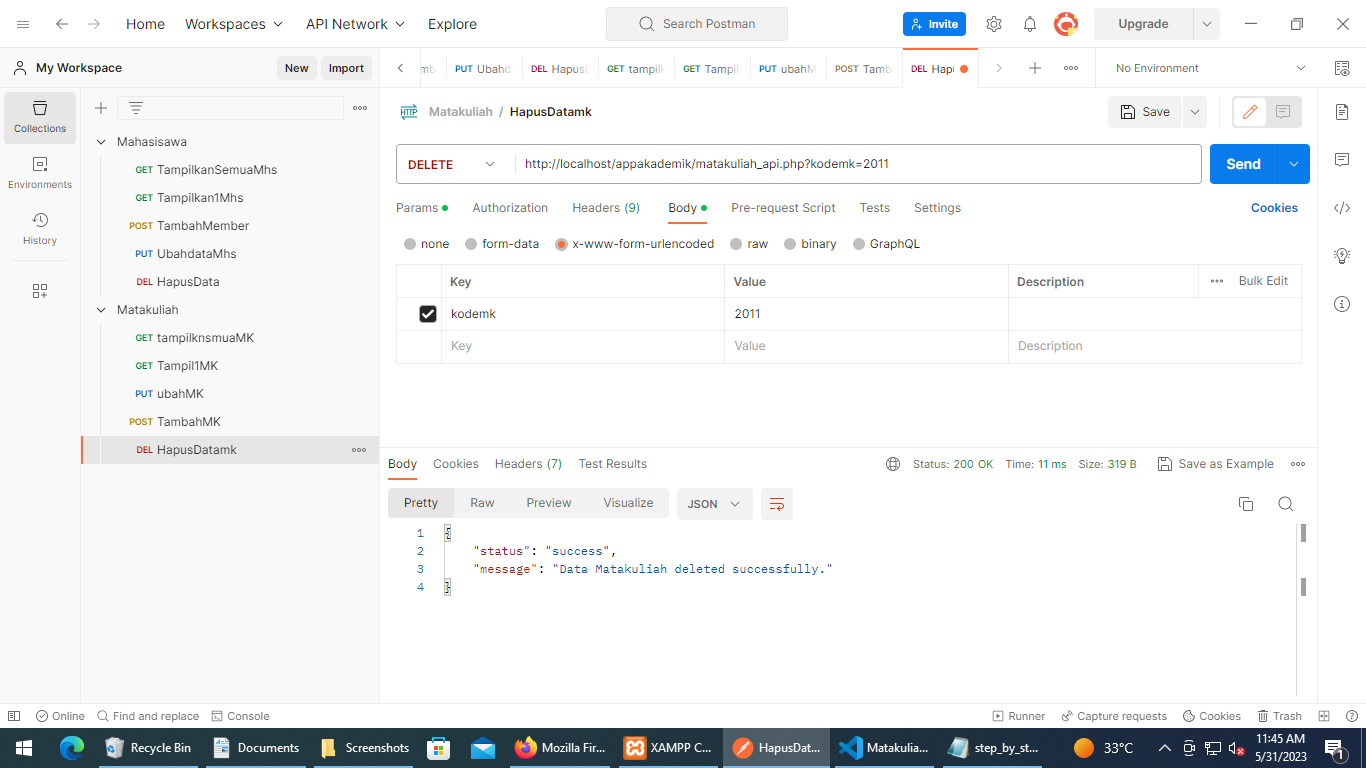 Home Workspaces API Network Explore Search Postman Invite Upgrade
My Workspace New Import
PUT Ubahd DEL Hapus GET tampilk GET Tampil PUT ubahM POST Tamb DEL Hapu No Environment
Collections
Environments
History
Mahasisawa
GET TampilkanSemuaMhs
GET Tampilkan1Mhs
POST TambahMember
PUT UbahdataMhs
DEL HapusData
Matakuliah
GET tampilknsmuaMK
GET Tampil1MK
PUT ubahMK
POST TambahMK
DEL HapusDatamk
HTTP Matakuliah / HapusDatamk Save
DELETE http://localhost/appakademik/matakuliah_api.php?kodemk=2011 Send
Params Authorization Headers (9) Body Pre-request Script Tests Settings Cookies
none form-data x-www-form-urlencoded raw binary GraphQL
Key Value Description Bulk Edit
kodemk 2011
Key Value Description
Body Cookies Headers (7) Test Results Status: 200 OK Time: 11 ms Size: 319 B Save as Example
Pretty Raw Preview Visualize JSON
1 {
2 "status": "success",
3 "message": "Data Matakuliah deleted successfully."
4 }
Online Find and replace Console Runner Capture requests Cookies Trash
Recycle Bin Documents Screenshots Mozilla Fir... XAMPP C... HapusDat... Matakulia... step_by_st... 33°C 11:45 AM
5/31/2023 1